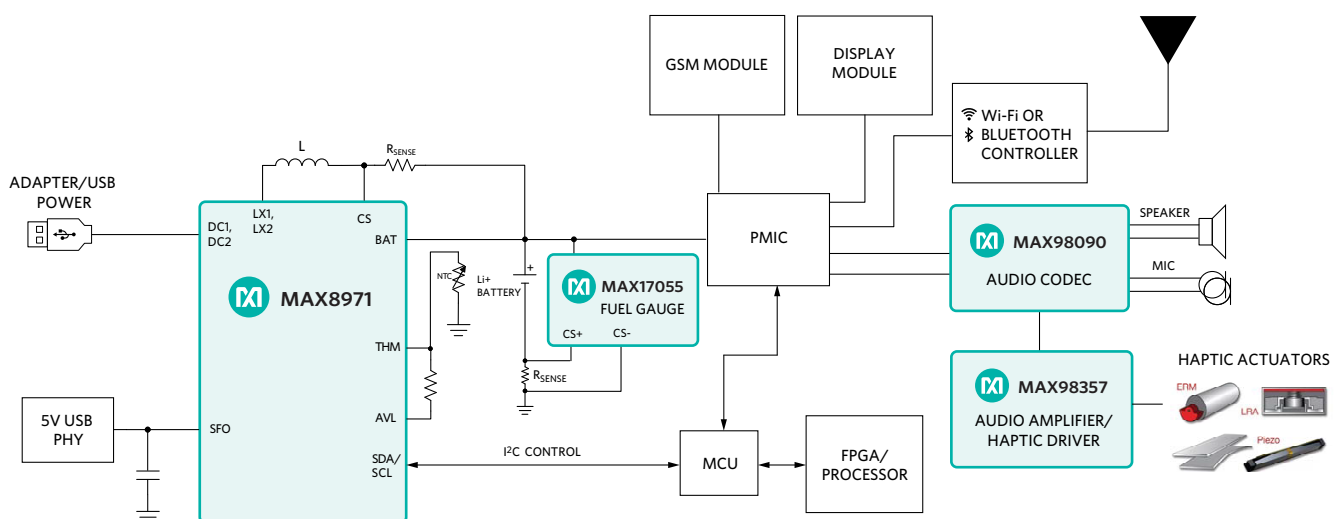 GSM MODULE
DISPLAY
MODULE
Wi-Fi OR
BLUETOOTH
CONTROLLER
L
RSENSE
ADAPTER/USB
POWER
DC1,
DC2
LX1,
LX2
CS
BAT
MAX8971
THM
AVL
SFO
SDA/
SCL
5V USB
PHY
NTC
Li+
BATTERY
+
MAX17055
FUEL GAUGE
CS+
CS-
RSENSE
PMIC
MAX98090
AUDIO CODEC
SPEAKER
MIC
MAX98357
AUDIO AMPLIFIER/
HAPTIC DRIVER
HAPTIC ACTUATORS
ERM
LRA
Piezo
I²C CONTROL
MCU
FPGA/
PROCESSOR